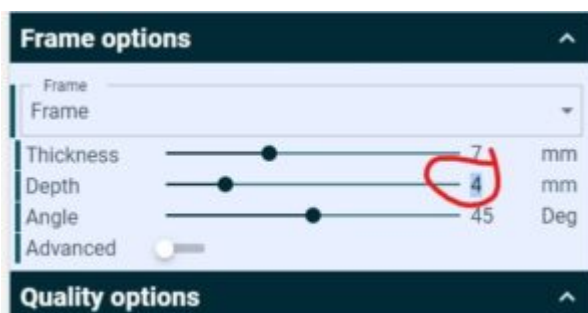 Frame options
Frame
Frame
Thickness 7 mm
Depth 4 mm
Angle 45 Deg
Advanced
Quality options